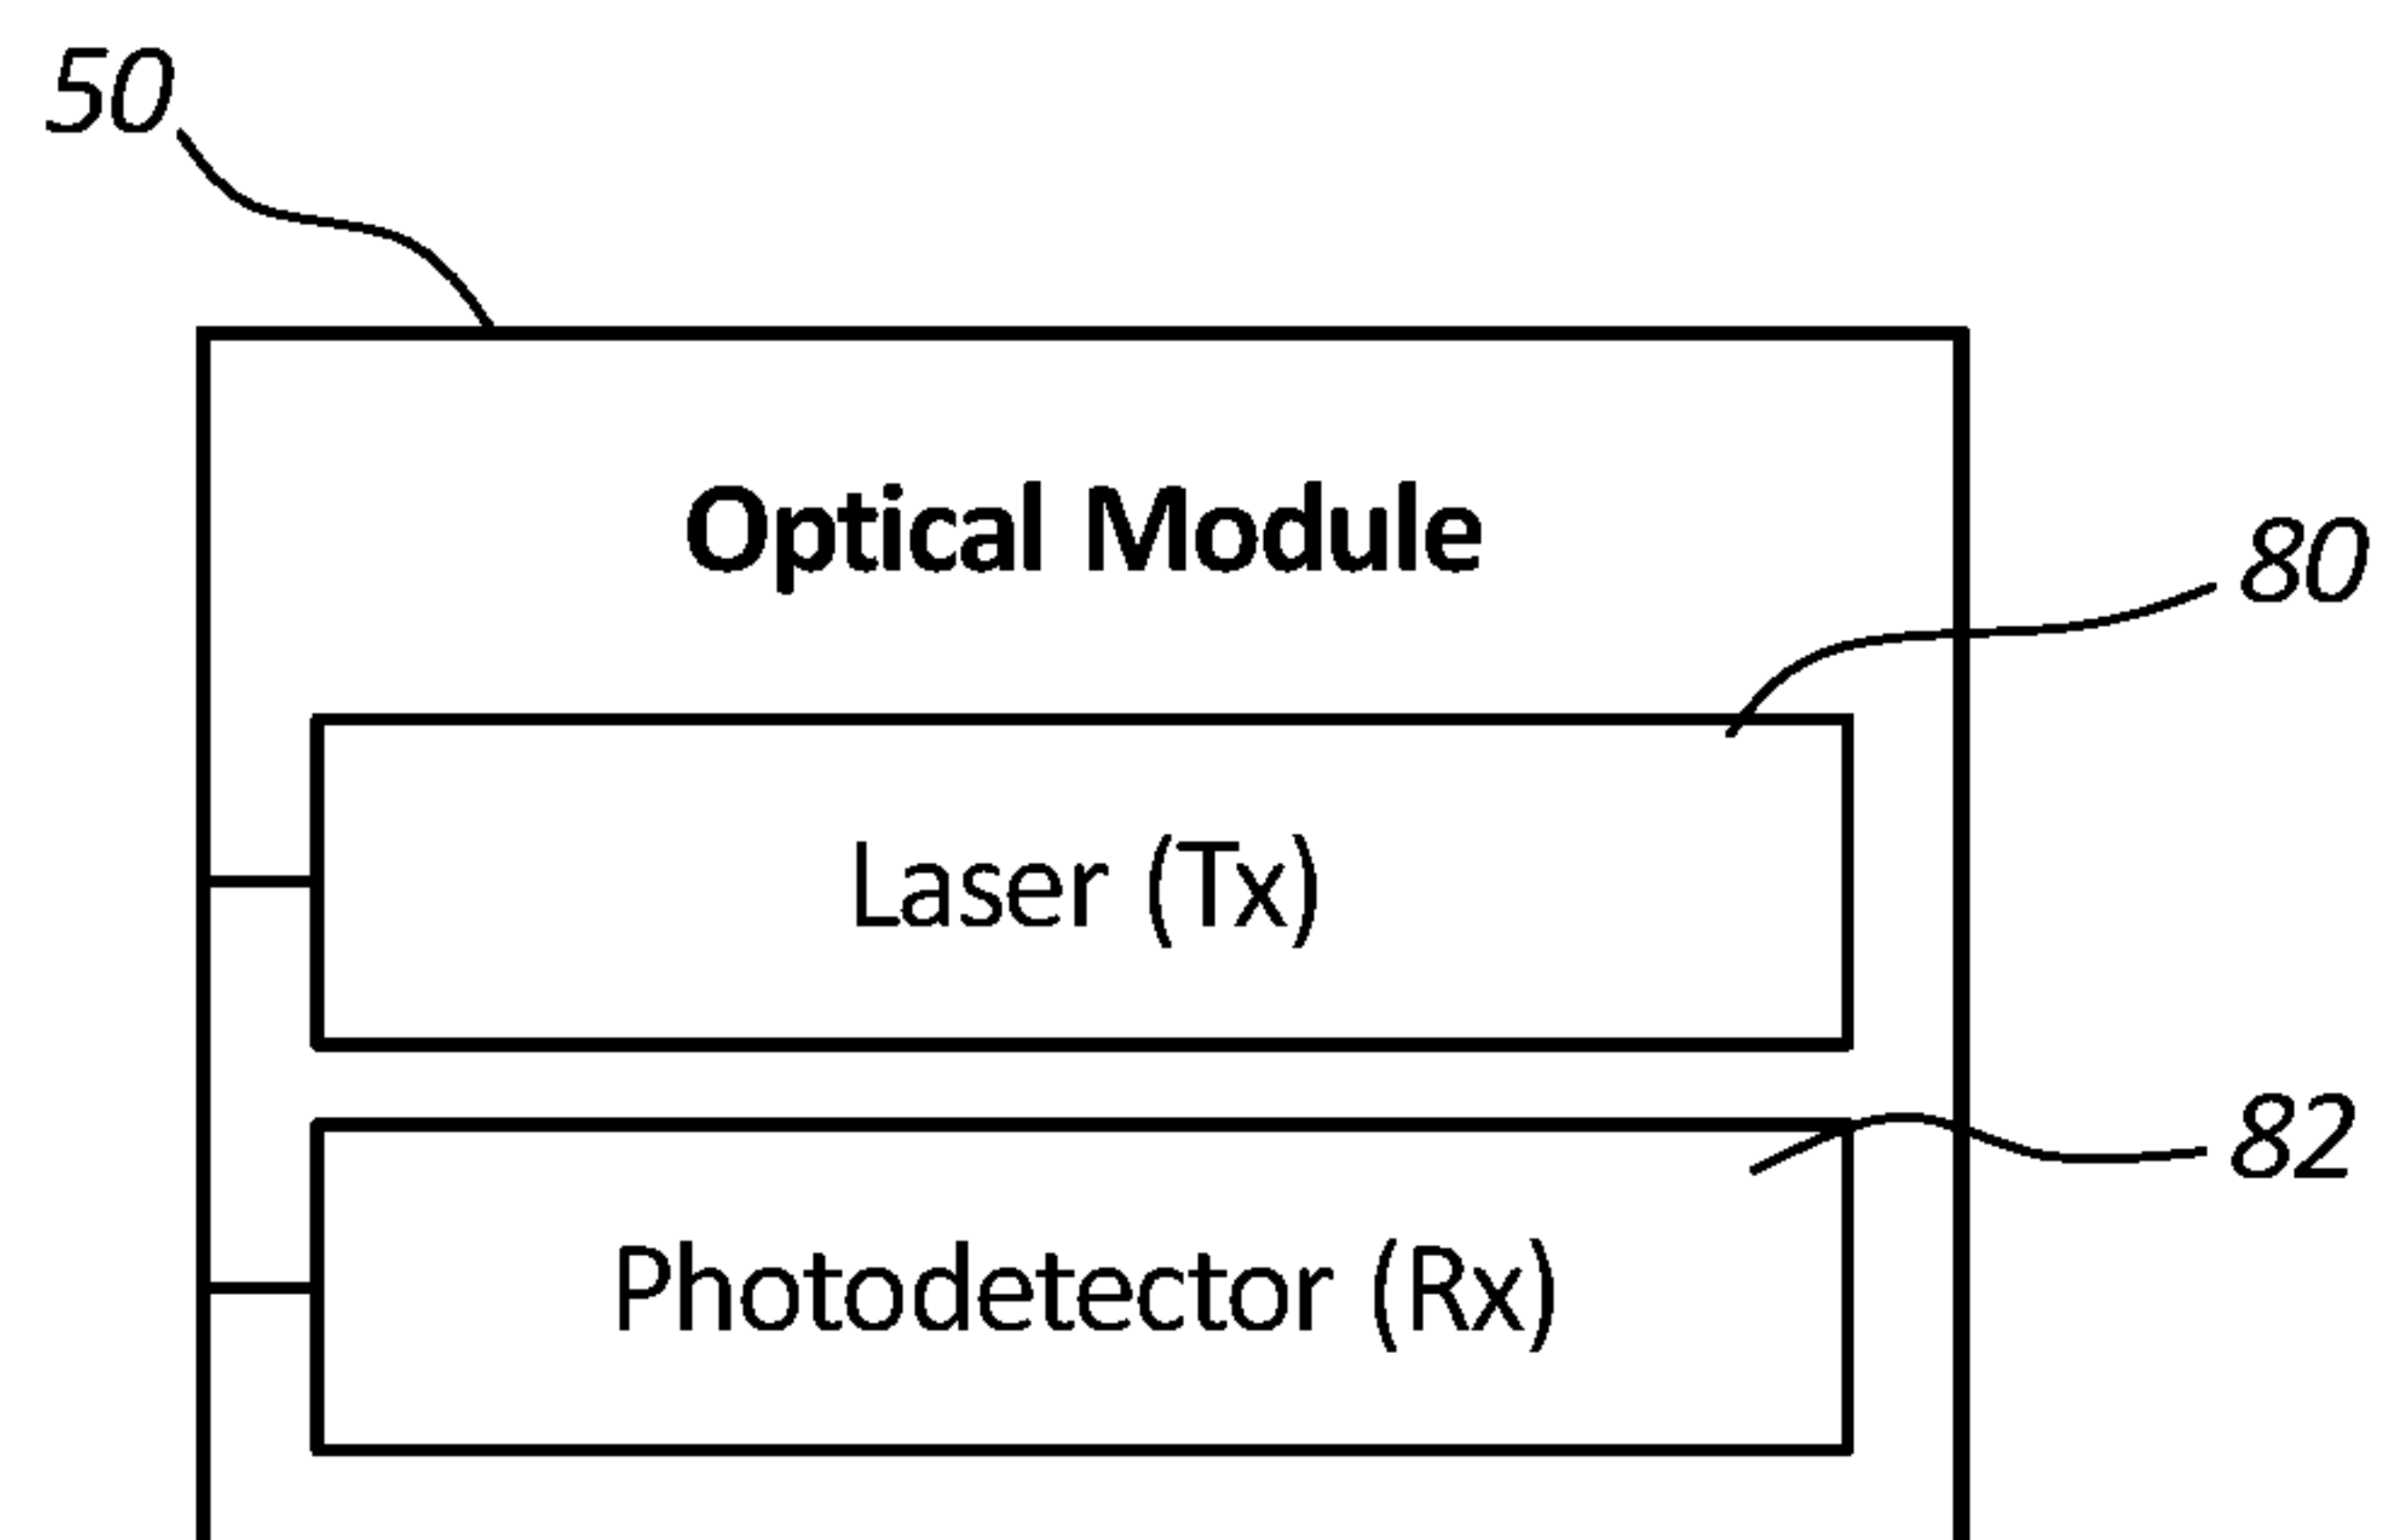 50
Optical Module
80
Laser (Tx)
82
Photodetector (Rx)